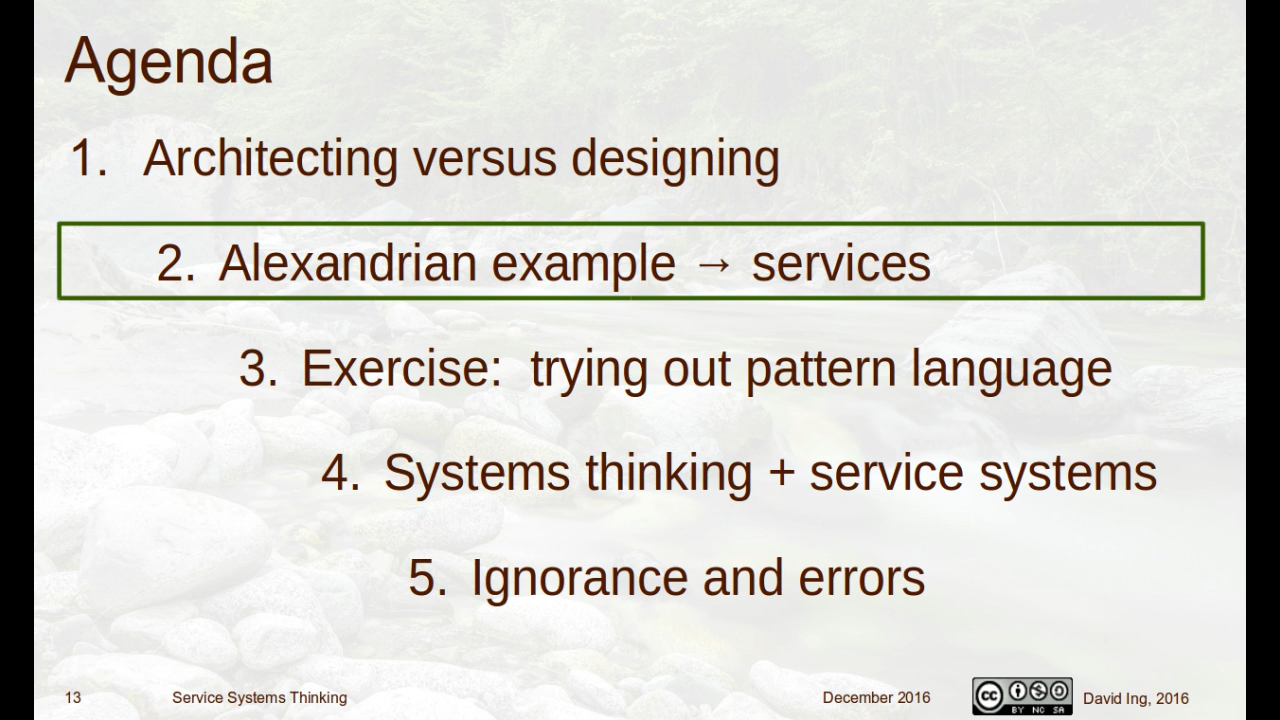 Agenda
1. Architecting versus designing
2. Alexandrian example → services
3. Exercise: trying out pattern language
4. Systems thinking + service systems
5. Ignorance and errors
13 Service Systems Thinking December 2016 cc BY NC SA David Ing, 2016